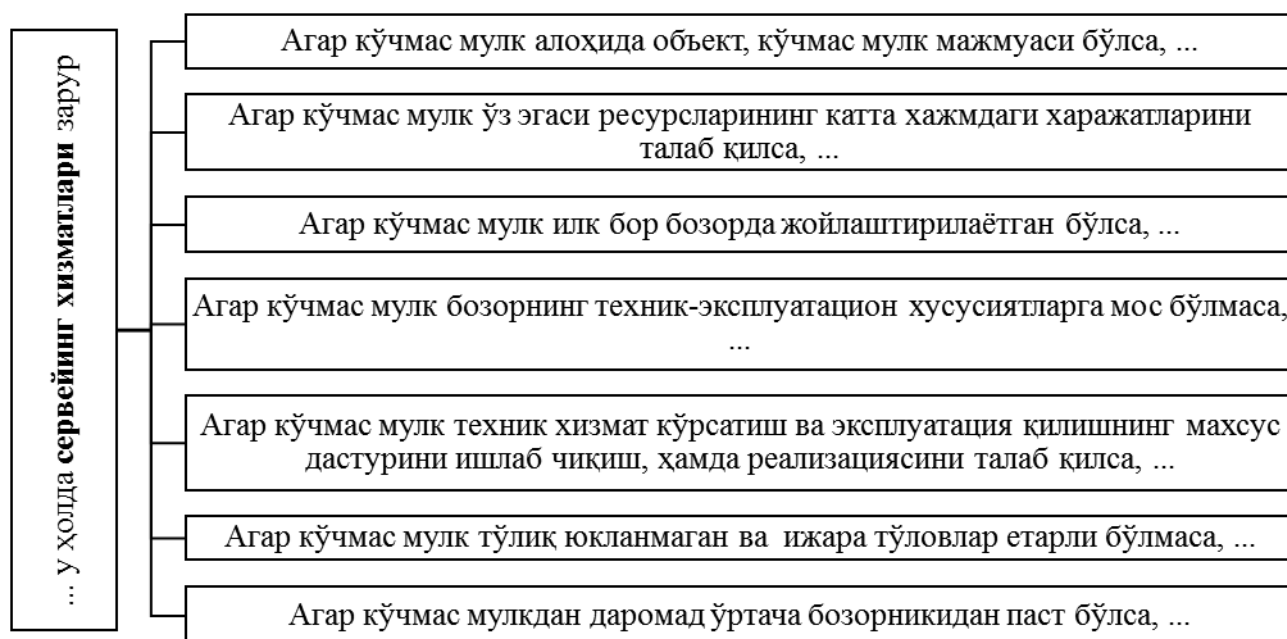 ... у ҳолда сервейинг хизматлари зарур
Агар кўчмас мулк алоҳида объект, кўчмас мулк мажмуаси бўлса, ...
Агар кўчмас мулк ўз эгаси ресурсларининг катта хажмдаги харажатларини
талаб қилса, ...
Агар кўчмас мулк илк бор бозорда жойлаштирилаётган бўлса, ...
Агар кўчмас мулк бозорнинг техник-эксплуатацион хусусиятларга мос бўлмаса,
...
Агар кўчмас мулк техник хизмат кўрсатиш ва эксплуатация қилишнинг махсус
дастурини ишлаб чиқиш, ҳамда реализациясини талаб қилса, ...
Агар кўчмас мулк тўлиқ юкланмаган ва ижара тўловлар етарли бўлмаса, ...
Агар кўчмас мулкдан даромад ўртача бозорникидан паст бўлса, ...